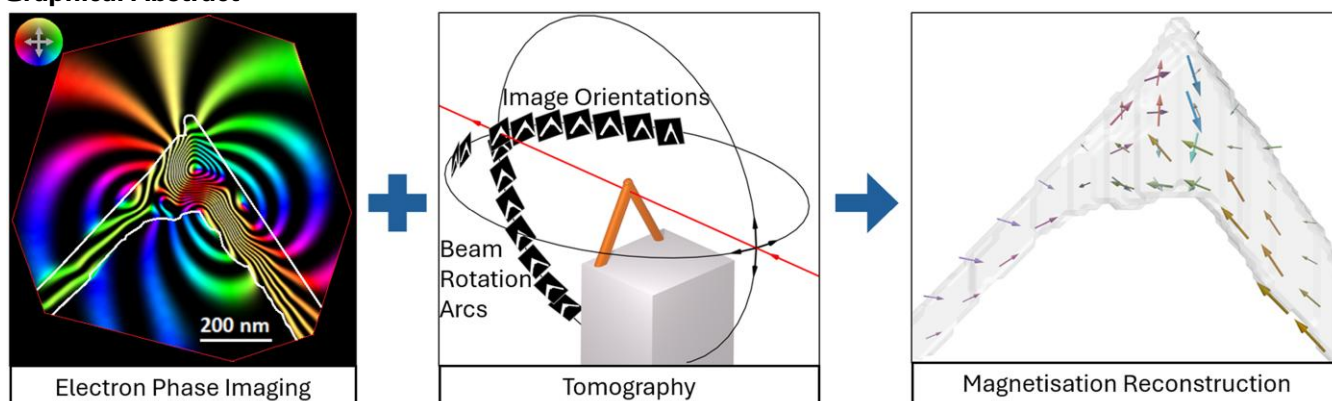 Graphical Abstract
200 nm
Electron Phase Imaging
Image Orientations
Beam
Rotation
Arcs
Tomography
Magnetisation Reconstruction